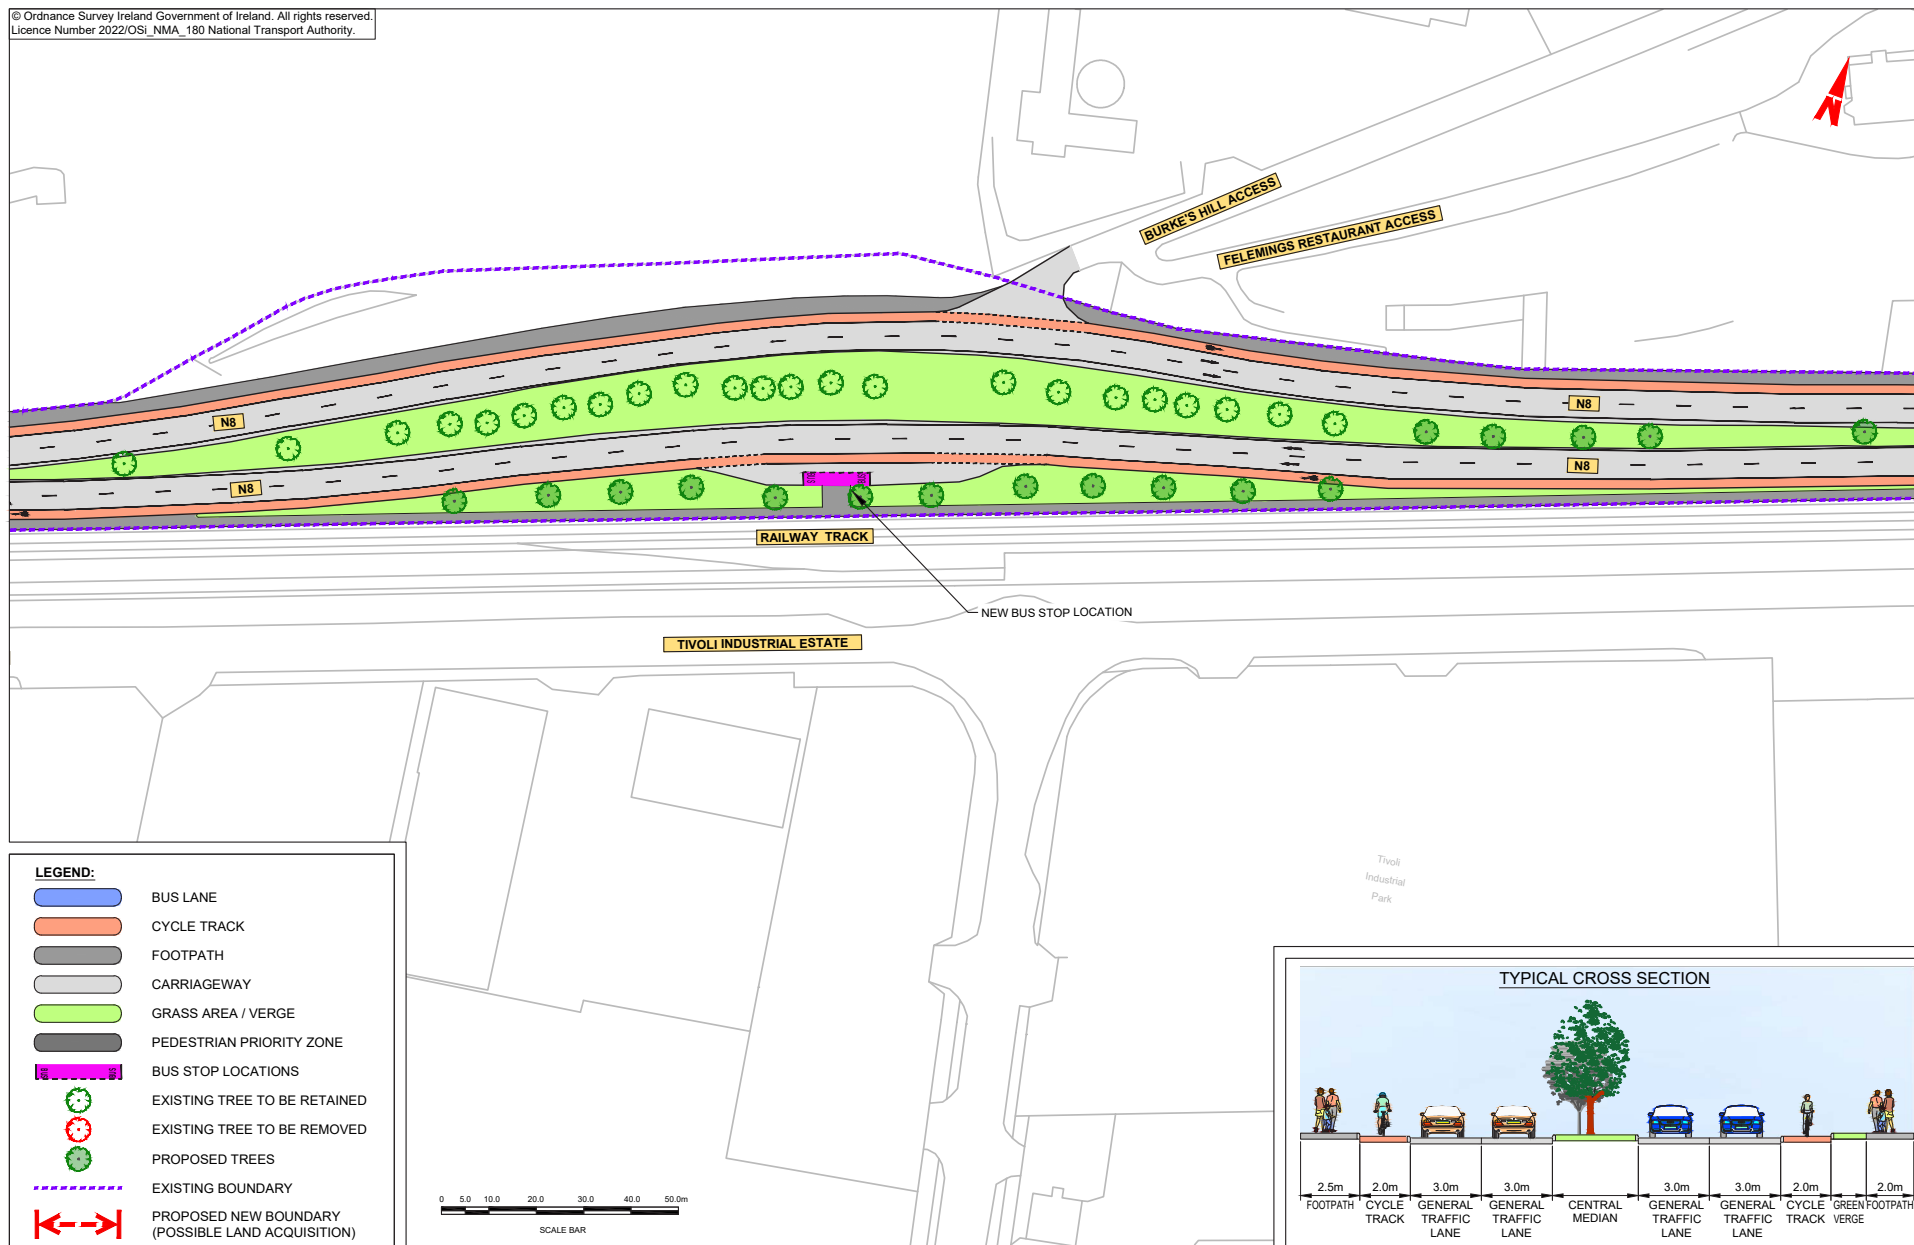 © Ordnance Survey Ireland Government of Ireland. All rights reserved.
Licence Number 2022/OSi_NMA_180 National Transport Authority.
BURKE'S HILL ACCESS
FELEMINGS RESTAURANT ACCESS
N8
N8
N8
N8
BUS
BUS
RAILWAY TRACK
NEW BUS STOP LOCATION
TIVOLI INDUSTRIAL ESTATE
Tivoli
Industrial
Park
LEGEND:
BUS LANE
CYCLE TRACK
FOOTPATH
CARRIAGEWAY
GRASS AREA / VERGE
PEDESTRIAN PRIORITY ZONE
BUS BUS
BUS STOP LOCATIONS
EXISTING TREE TO BE RETAINED
EXISTING TREE TO BE REMOVED
PROPOSED TREES
EXISTING BOUNDARY
PROPOSED NEW BOUNDARY
(POSSIBLE LAND ACQUISITION)
0 5.0 10.0 20.0 30.0 40.0 50.0m
SCALE BAR
TYPICAL CROSS SECTION
2.5m 2.0m 3.0m 3.0m 3.0m 3.0m 2.0m 2.0m
FOOTPATH CYCLE GENERAL GENERAL CENTRAL GENERAL GENERAL CYCLE GREEN FOOTPATH
TRACK TRAFFIC TRAFFIC MEDIAN TRAFFIC TRAFFIC TRACK VERGE
LANE LANE LANE LANE